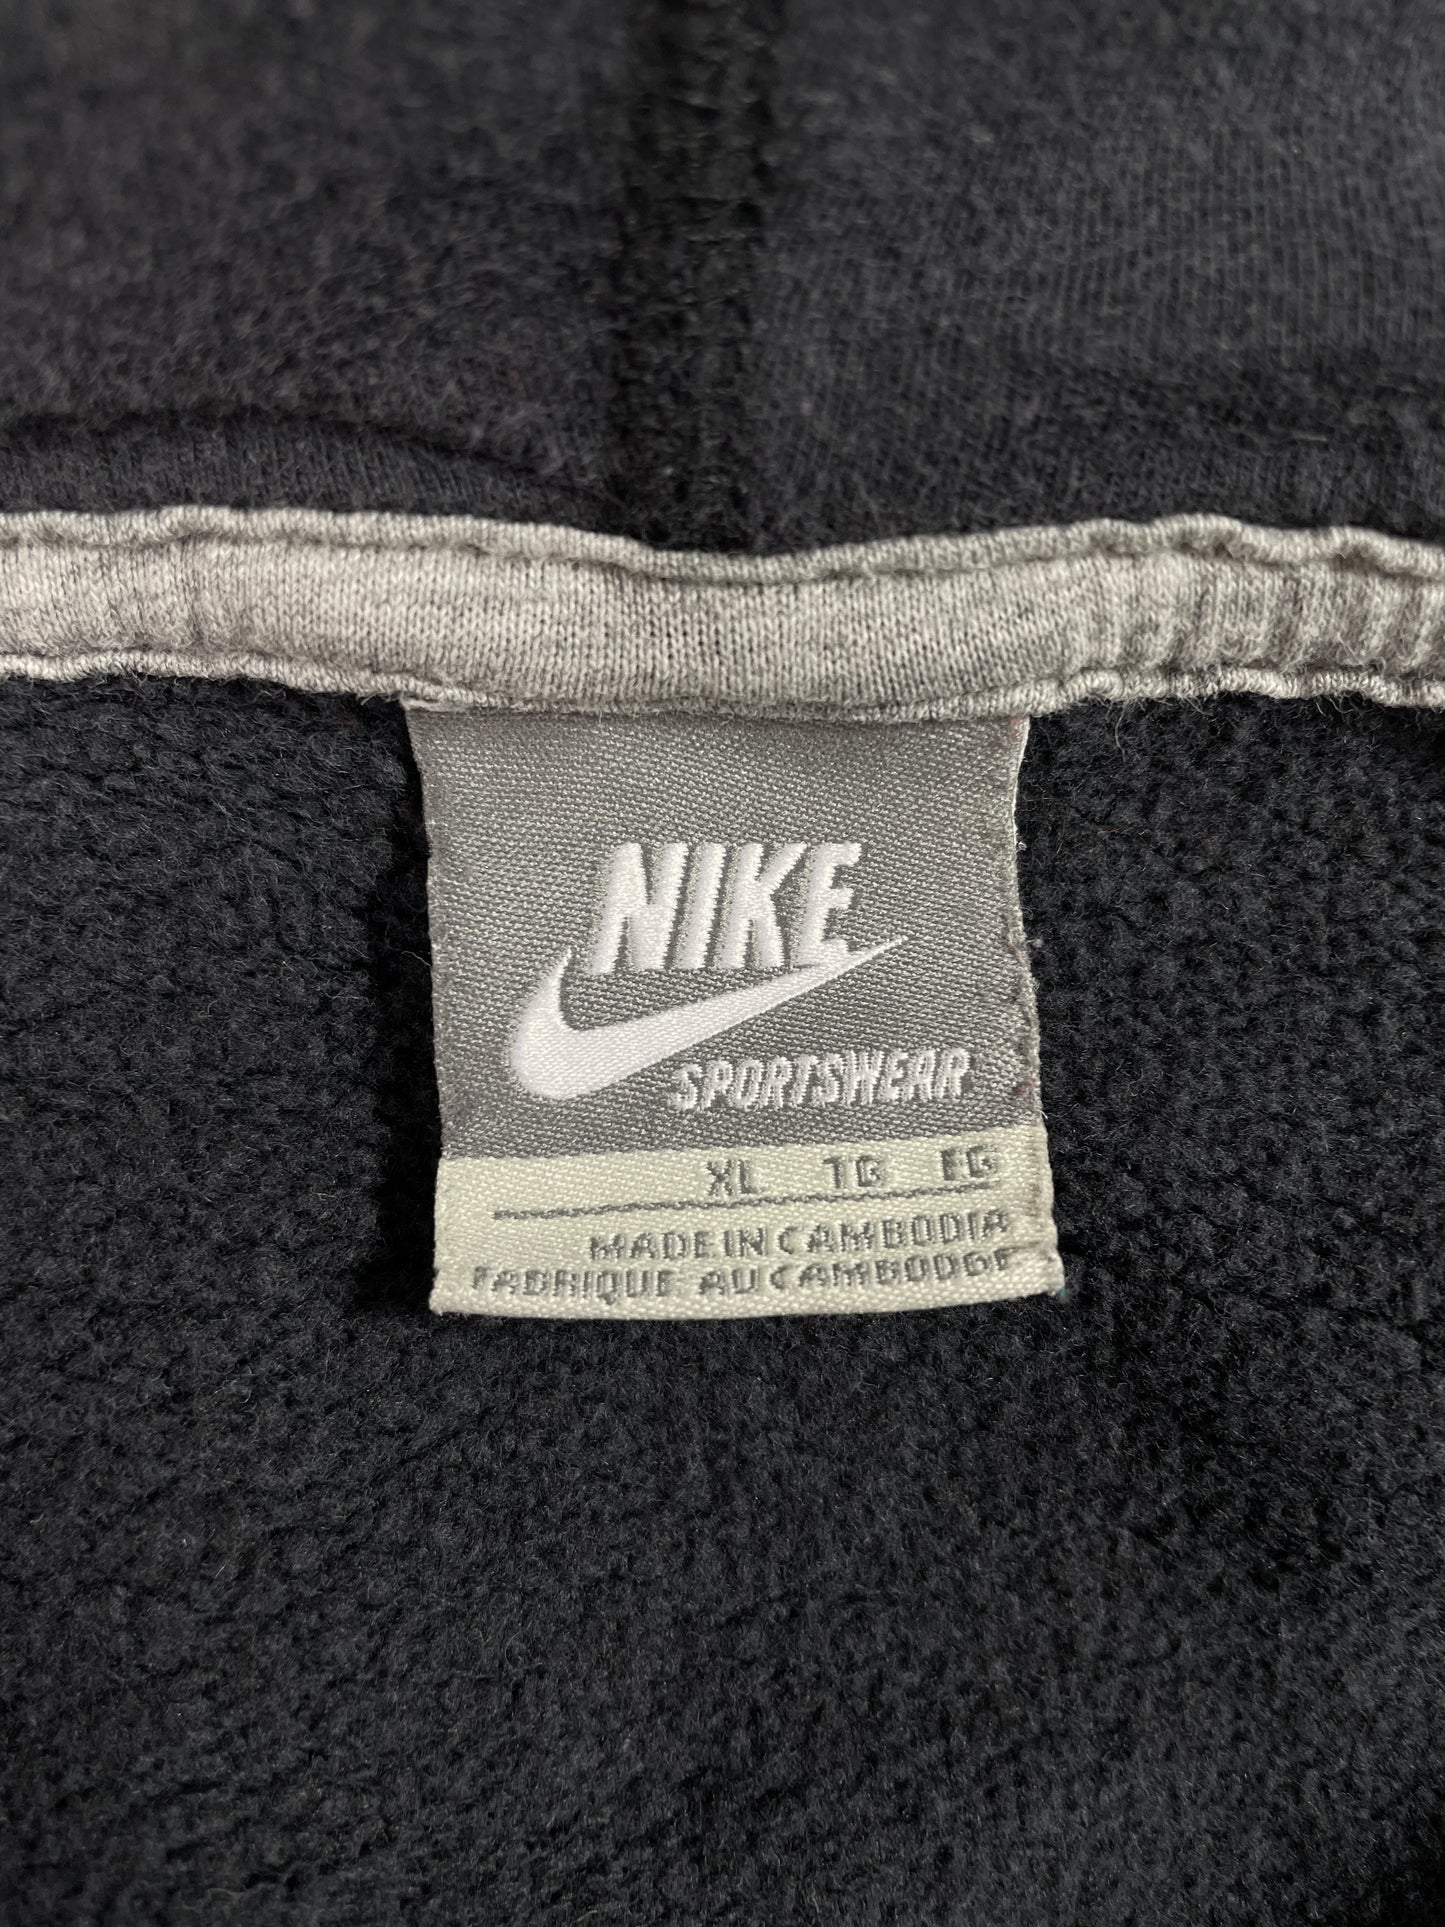 NIKE
SPORTSWEAR
XL TG EG
MADE IN CAMBODIA
FABRIQUE AU CAMBODGE